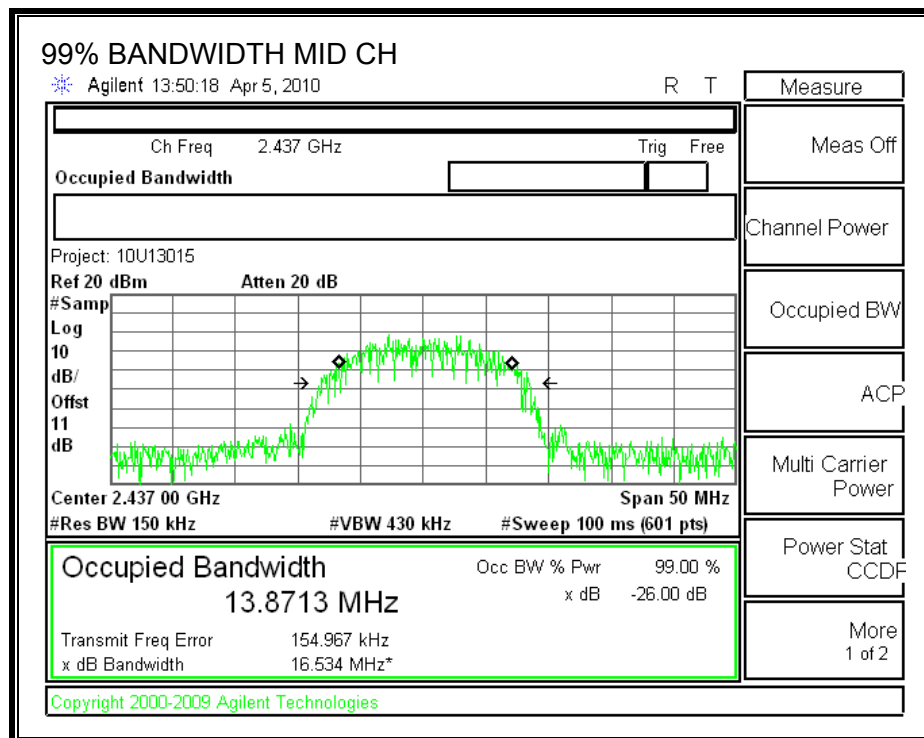 99% BANDWIDTH MID CH
Agilent 13:50:18 Apr 5, 2010 R T
Measure
Ch Freq 2.437 GHz Trig Free
Occupied Bandwidth
Meas Off
Channel Power
Occupied BW
ACP
Multi Carrier
Power
Power Stat
CCDF
More
1 of 2
Project: 10U13015
Ref 20 dBm Atten 20 dB
#Samp
Log
10
dB/
Offst
11
dB
Center 2.437 00 GHz Span 50 MHz
#Res BW 150 kHz #VBW 430 kHz #Sweep 100 ms (601 pts)
Occupied Bandwidth
13.8713 MHz
Occ BW % Pwr 99.00 %
x dB -26.00 dB
Transmit Freq Error 154.967 kHz
x dB Bandwidth 16.534 MHz*
Copyright 2000-2009 Agilent Technologies